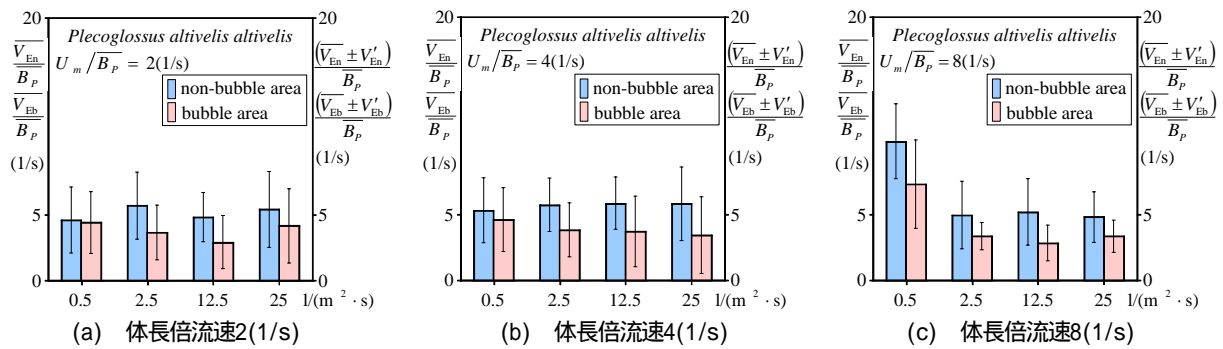 20
20
Plecoglossus altivelis altivelis
U_m/B_P = 2(1/s)
V_En/B_P
V_Eb/B_P
(1/s)
(V_En ± V'_En)/B_P
(V_Eb ± V'_Eb)/B_P
(1/s)
non-bubble area
bubble area
5
5
0
0
0.5 2.5 12.5 25 l/(m²·s)
(a) 体長倍流速2(1/s)
20
20
Plecoglossus altivelis altivelis
U_m/B_P = 4(1/s)
V_En/B_P
V_Eb/B_P
(1/s)
(V_En ± V'_En)/B_P
(V_Eb ± V'_Eb)/B_P
(1/s)
non-bubble area
bubble area
5
5
0
0
0.5 2.5 12.5 25 l/(m²·s)
(b) 体長倍流速4(1/s)
20
20
Plecoglossus altivelis altivelis
U_m/B_P = 8(1/s)
V_En/B_P
V_Eb/B_P
(1/s)
(V_En ± V'_En)/B_P
(V_Eb ± V'_Eb)/B_P
(1/s)
non-bubble area
bubble area
5
5
0
0
0.5 2.5 12.5 25 l/(m²·s)
(c) 体長倍流速8(1/s)